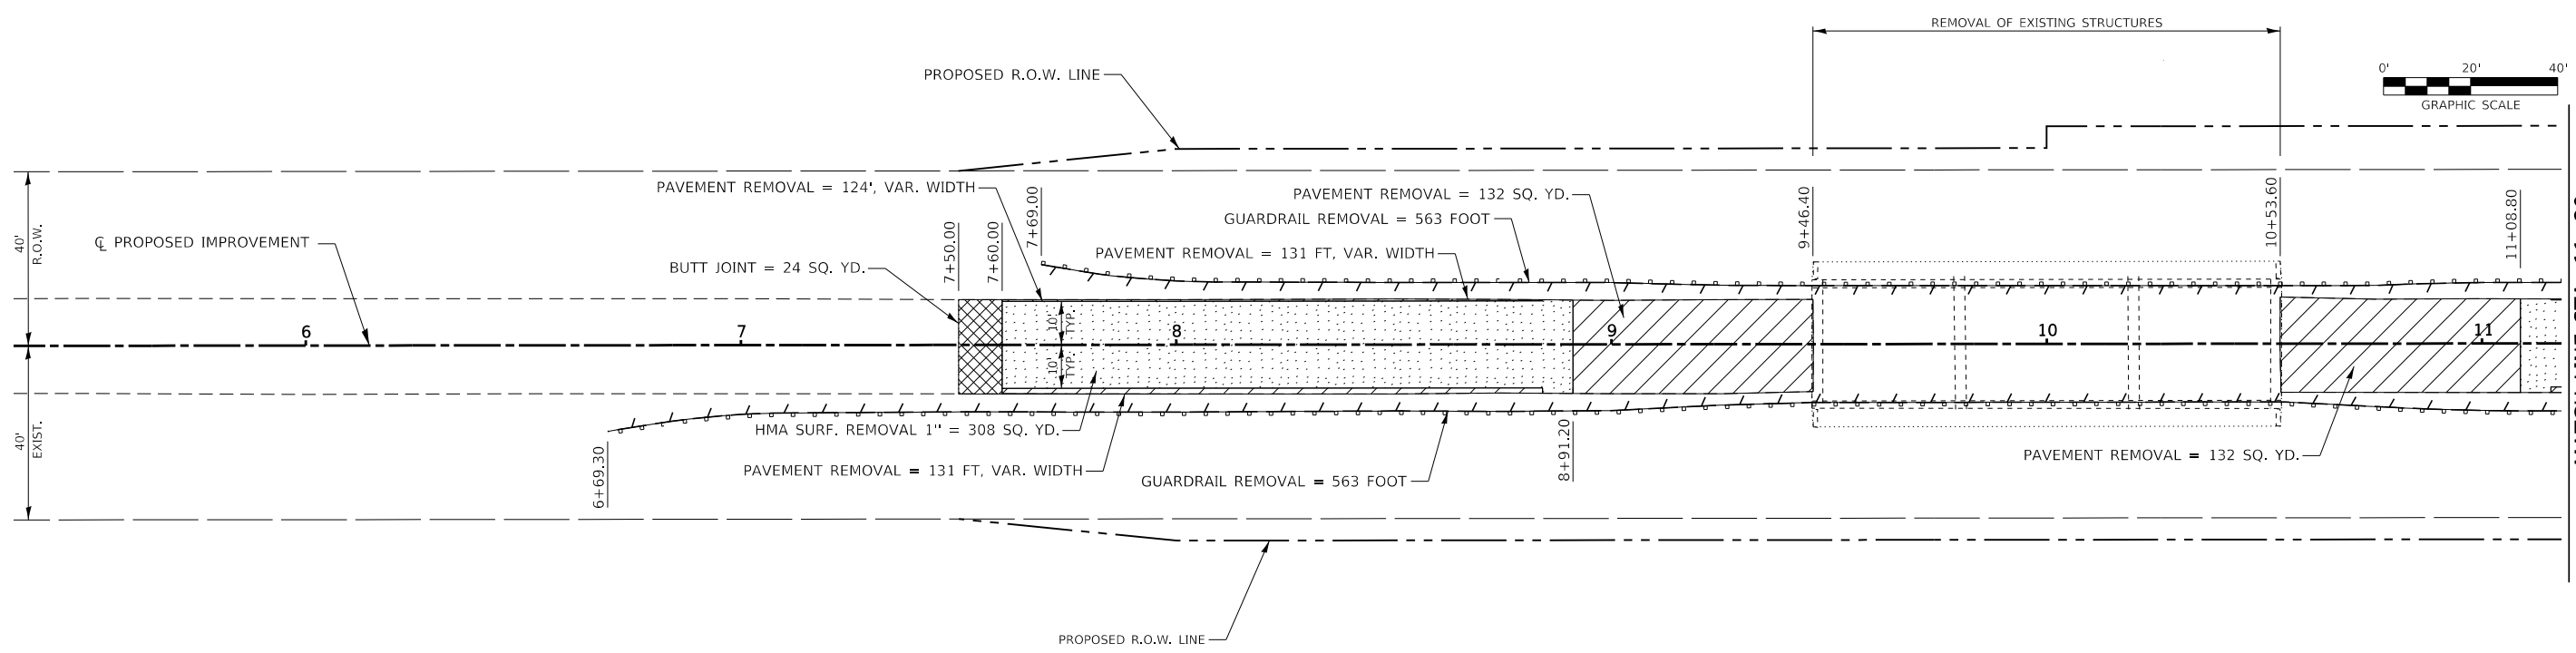 REMOVAL OF EXISTING STRUCTURES
0' 20' 40'
GRAPHIC SCALE
PROPOSED R.O.W. LINE
PAVEMENT REMOVAL = 124', VAR. WIDTH
7+69.00
PAVEMENT REMOVAL = 132 SQ. YD.
GUARDRAIL REMOVAL = 563 FOOT
9+46.40
10+53.60
11+08.80
40'
R.O.W.
℄ PROPOSED IMPROVEMENT
PAVEMENT REMOVAL = 131 FT, VAR. WIDTH
BUTT JOINT = 24 SQ. YD.
7+50.00
7+60.00
6
7
8
9
10
11
10'
TYP.
10'
TYP.
40'
EXIST.
HMA SURF. REMOVAL 1" = 308 SQ. YD.
6+69.30
PAVEMENT REMOVAL = 131 FT, VAR. WIDTH
GUARDRAIL REMOVAL = 563 FOOT
8+91.20
PAVEMENT REMOVAL = 132 SQ. YD.
PROPOSED R.O.W. LINE